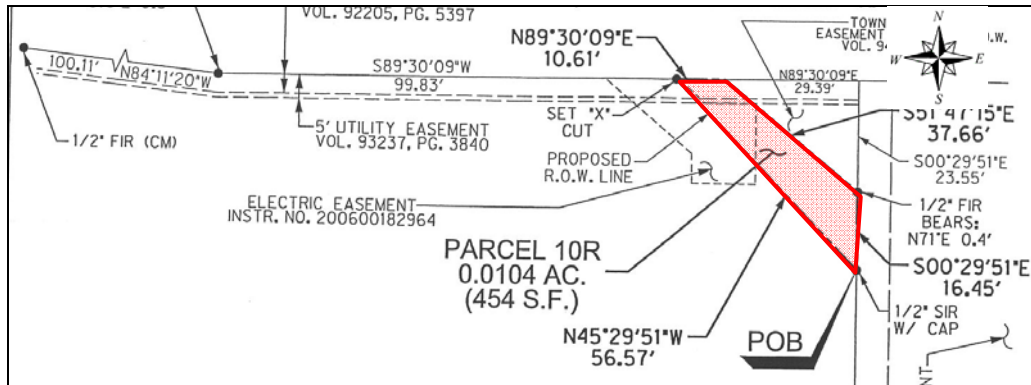 VOL. 92205, PG. 5397
100.11'
N84°11'20"W
S89°30'09"W
99.83'
N89°30'09"E
10.61'
TOWN
EASEMENT
VOL. 9
N
W
E
S
.W.
N89°30'09"E
29.39'
1/2" FIR (CM)
5' UTILITY EASEMENT
VOL. 93237, PG. 3840
SET "X"
CUT
PROPOSED
R.O.W. LINE
S51°47'15"E
37.66'
S00°29'51"E
23.55'
ELECTRIC EASEMENT
INSTR. NO. 200600182964
1/2" FIR
BEARS:
N71°E 0.4'
PARCEL 10R
0.0104 AC.
(454 S.F.)
S00°29'51"E
16.45'
N45°29'51"W
56.57'
1/2" SIR
W/ CAP
POB
NT